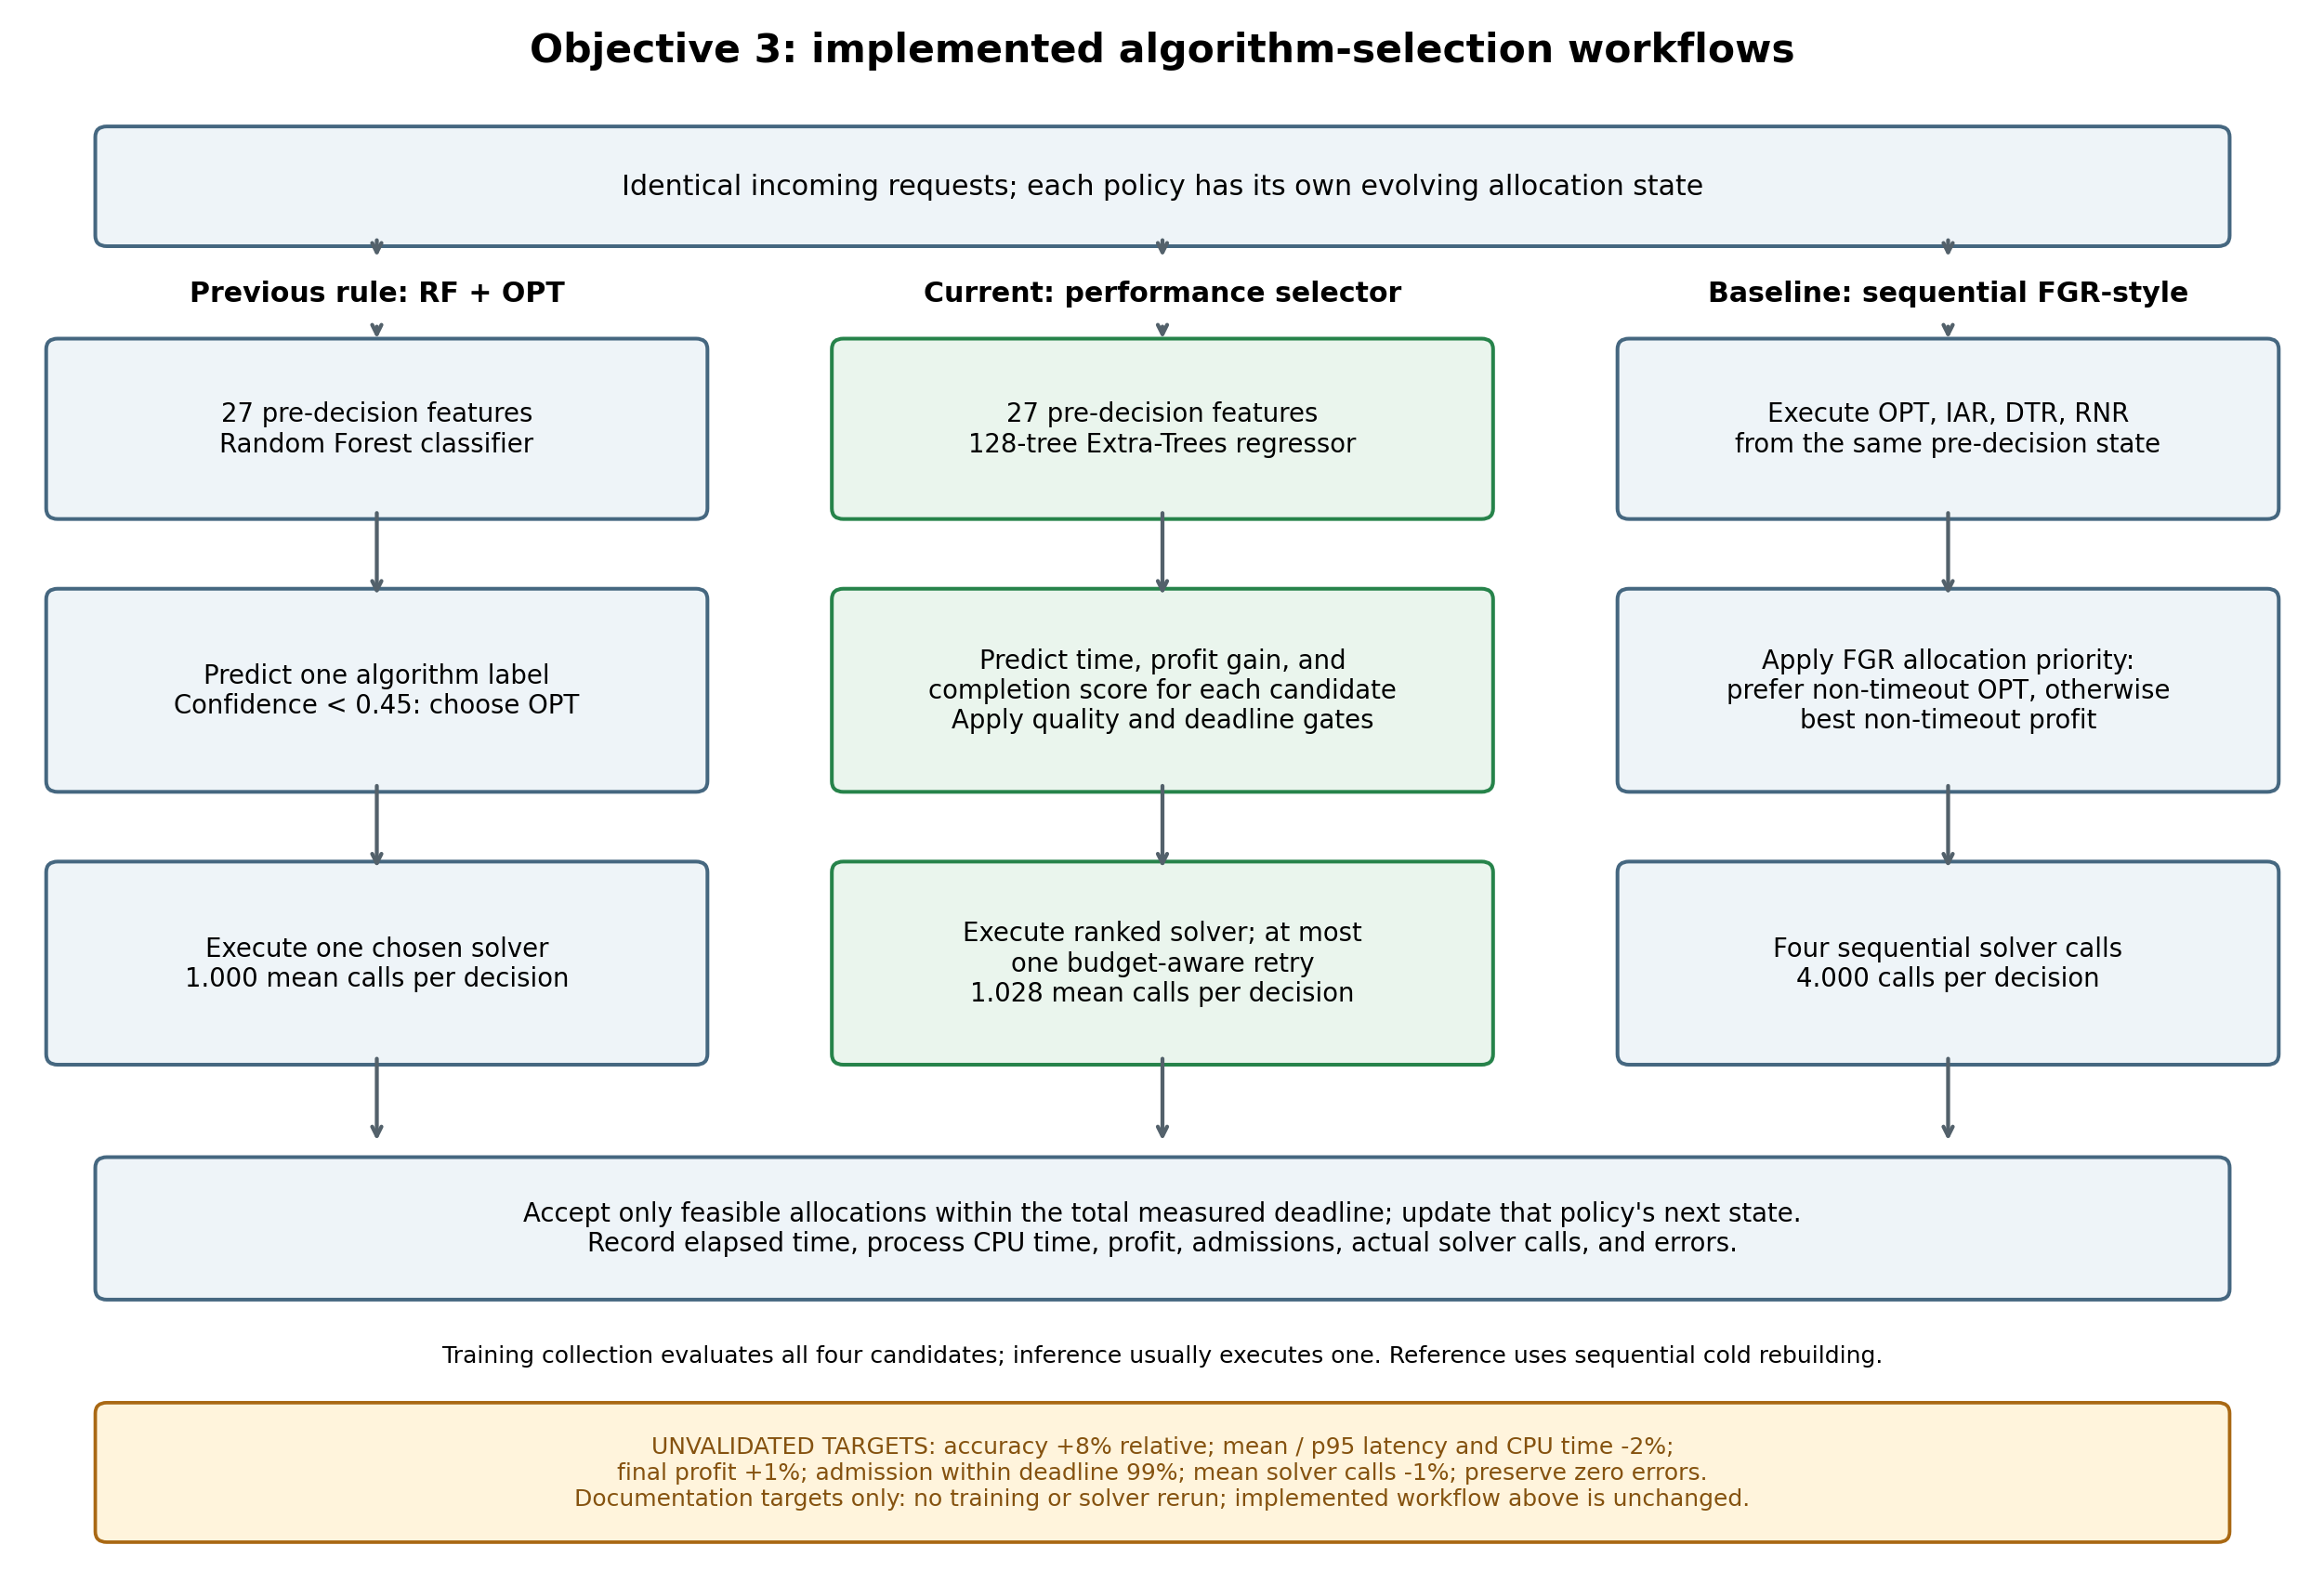 Objective 3: implemented algorithm-selection workflows
Identical incoming requests; each policy has its own evolving allocation state
Previous rule: RF + OPT
27 pre-decision features
Random Forest classifier
Predict one algorithm label
Confidence < 0.45: choose OPT
Execute one chosen solver
1.000 mean calls per decision
Current: performance selector
27 pre-decision features
128-tree Extra-Trees regressor
Predict time, profit gain, and
completion score for each candidate
Apply quality and deadline gates
Execute ranked solver; at most
one budget-aware retry
1.028 mean calls per decision
Baseline: sequential FGR-style
Execute OPT, IAR, DTR, RNR
from the same pre-decision state
Apply FGR allocation priority:
prefer non-timeout OPT, otherwise
best non-timeout profit
Four sequential solver calls
4.000 calls per decision
Accept only feasible allocations within the total measured deadline; update that policy's next state.
Record elapsed time, process CPU time, profit, admissions, actual solver calls, and errors.
Training collection evaluates all four candidates; inference usually executes one. Reference uses sequential cold rebuilding.
UNVALIDATED TARGETS: accuracy +8% relative; mean / p95 latency and CPU time -2%;
final profit +1%; admission within deadline 99%; mean solver calls -1%; preserve zero errors.
Documentation targets only: no training or solver rerun; implemented workflow above is unchanged.